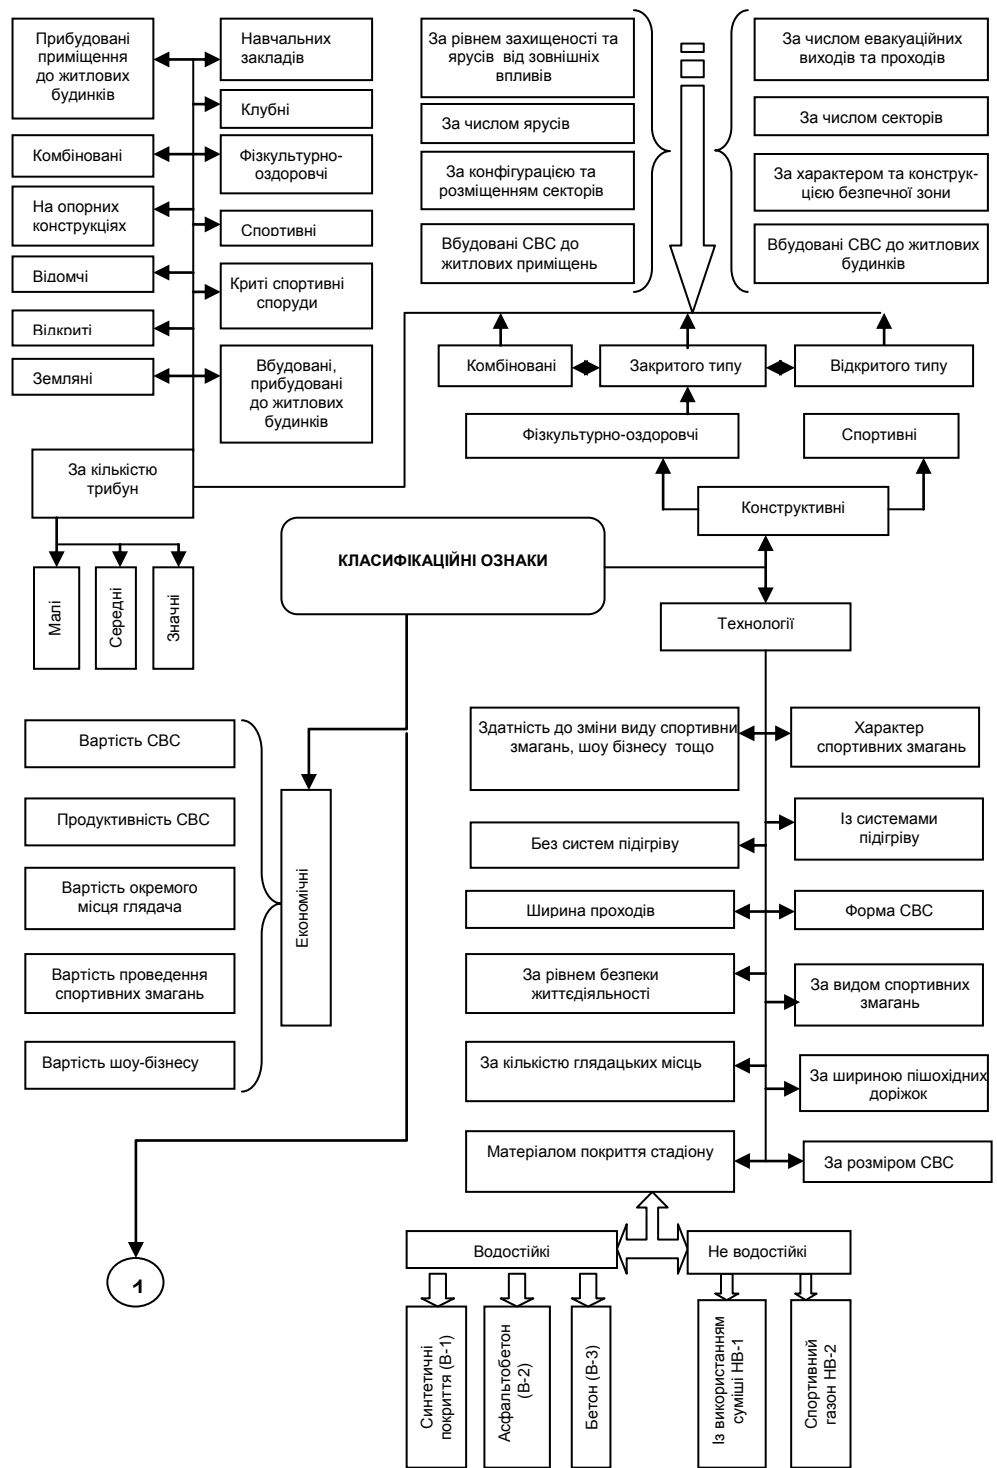 Прибудовані
приміщення
до житлових
будинків
Навчальних
закладів
Клубні
Комбіновані
Фізкультурно-
оздоровчі
На опорних
конструкціях
Спортивні
Відомчі
Криті спортивні
споруди
Відкриті
Земляні
Вбудовані,
прибудовані
до житлових
будинків
За кількістю
трибун
Малі
Середні
Значні
За рівнем захищеності та
ярусів від зовнішніх
впливів
За числом ярусів
За конфігурацією та
розміщенням секторів
Вбудовані СВС до
житлових приміщень
За числом евакуаційних
виходів та проходів
За числом секторів
За характером та конструк-
цією безпечної зони
Вбудовані СВС до житлових
будинків
Комбіновані
Закритого типу
Відкритого типу
Фізкультурно-оздоровчі
Спортивні
Конструктивні
КЛАСИФІКАЦІЙНІ ОЗНАКИ
Технології
Вартість СВС
Продуктивність СВС
Вартість окремого
місця глядача
Вартість проведення
спортивних змагань
Вартість шоу-бізнесу
Економічні
Здатність до зміни виду спортивни
змагань, шоу бізнесу тощо
Характер
спортивних змагань
Без систем підігріву
Із системами
підігріву
Ширина проходів
Форма СВС
За рівнем безпеки
життєдіяльності
За видом спортивних
змагань
За кількістю глядацьких місць
За шириною пішохідних
доріжок
Матеріалом покриття стадіону
За розміром СВС
Водостійкі
Не водостійкі
1
Синтетичні
покриття (В-1)
Асфальтобетон
(В-2)
Бетон (В-3)
Із використанням
суміші НВ-1
Спортивний
газон НВ-2